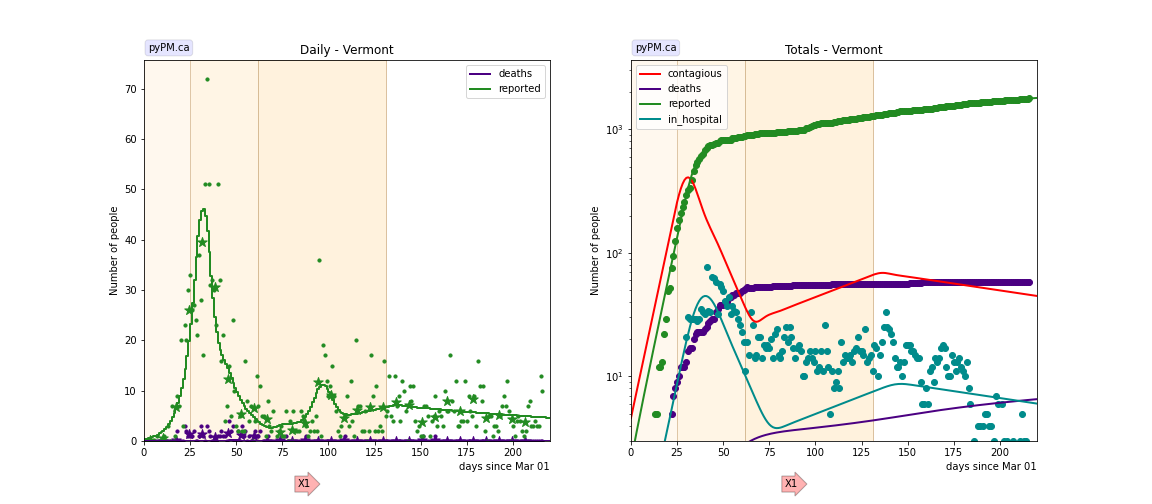 pyPM.ca
Daily - Vermont
deaths
reported
Number of people
70
60
50
40
30
20
10
0
0
25
50
75
100
125
150
175
200
days since Mar 01
X1
pyPM.ca
Totals - Vermont
contagious
deaths
reported
in_hospital
Number of people
10³
10²
10¹
0
25
50
75
100
125
150
175
200
days since Mar 01
X1